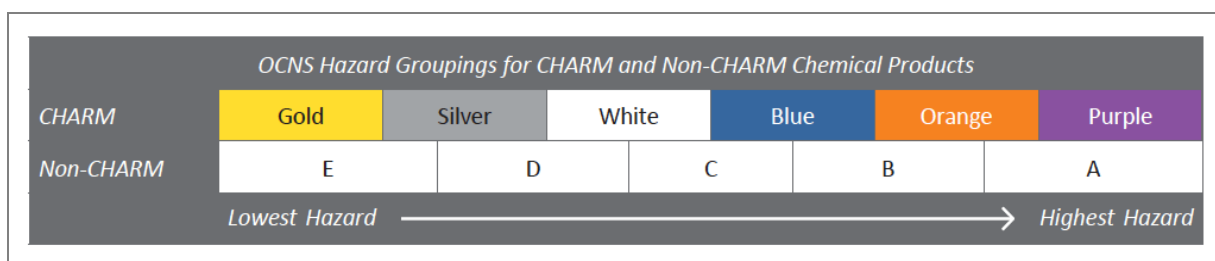 OCNS Hazard Groupings for CHARM and Non-CHARM Chemical Products
CHARM Gold Silver White Blue Orange Purple
Non-CHARM E D C B A
Lowest Hazard Highest Hazard